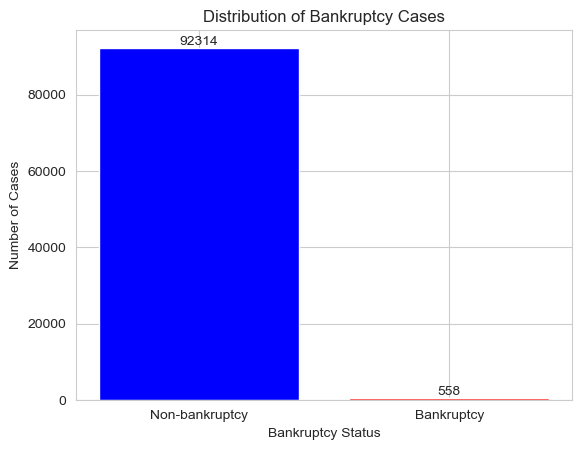 Distribution of Bankruptcy Cases
92314
80000
60000
40000
20000
0
558
Number of Cases
Non-bankruptcy
Bankruptcy
Bankruptcy Status